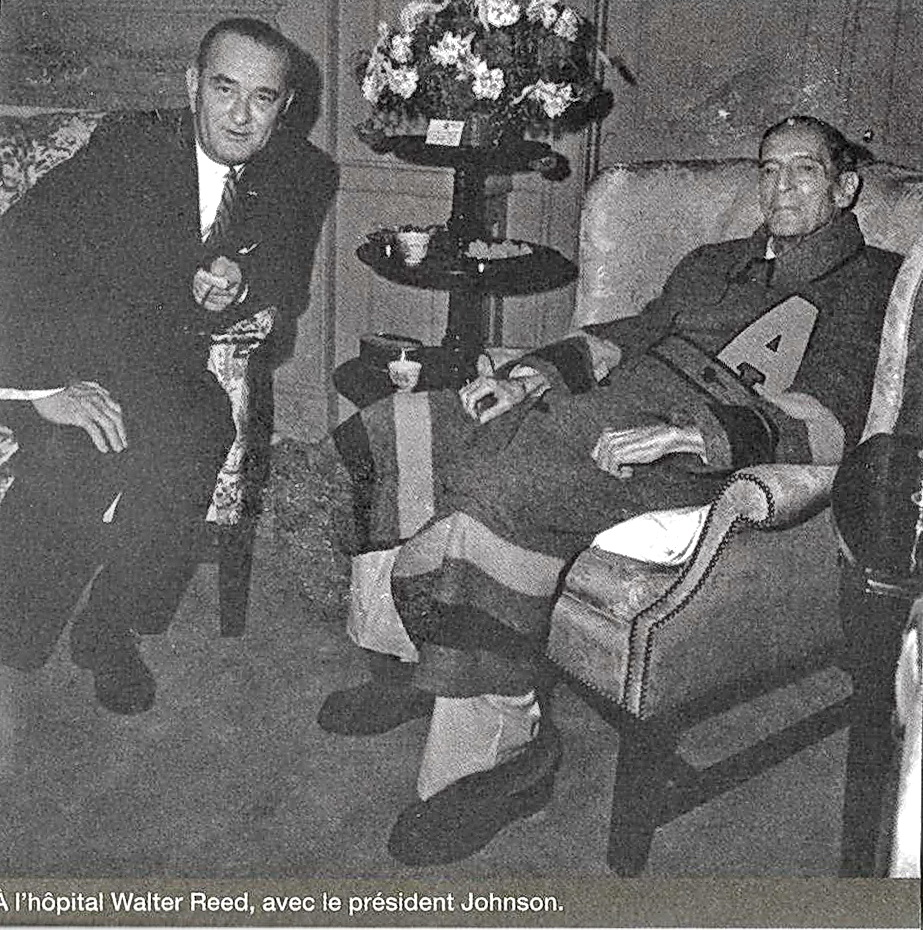 A
À l'hôpital Walter Reed, avec le président Johnson.